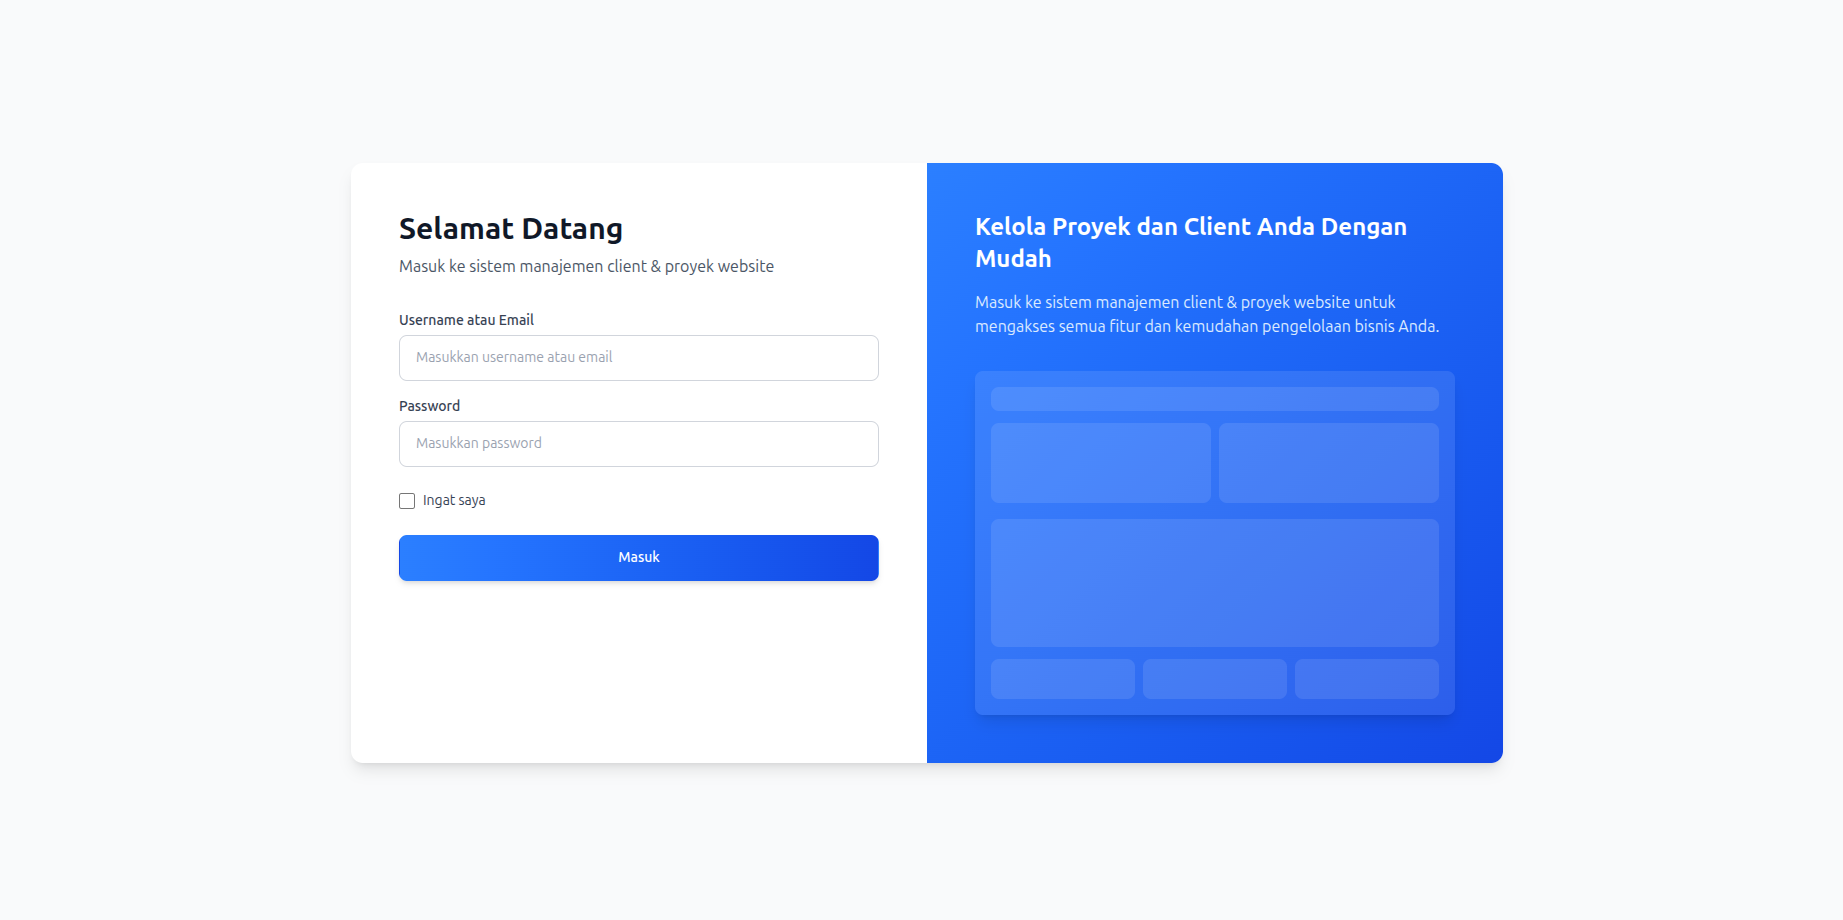 Selamat Datang
Masuk ke sistem manajemen client & proyek website
Username atau Email
Masukkan username atau email
Password
Masukkan password
Ingat saya
Masuk
Kelola Proyek dan Client Anda Dengan
Mudah
Masuk ke sistem manajemen client & proyek website untuk
mengakses semua fitur dan kemudahan pengelolaan bisnis Anda.